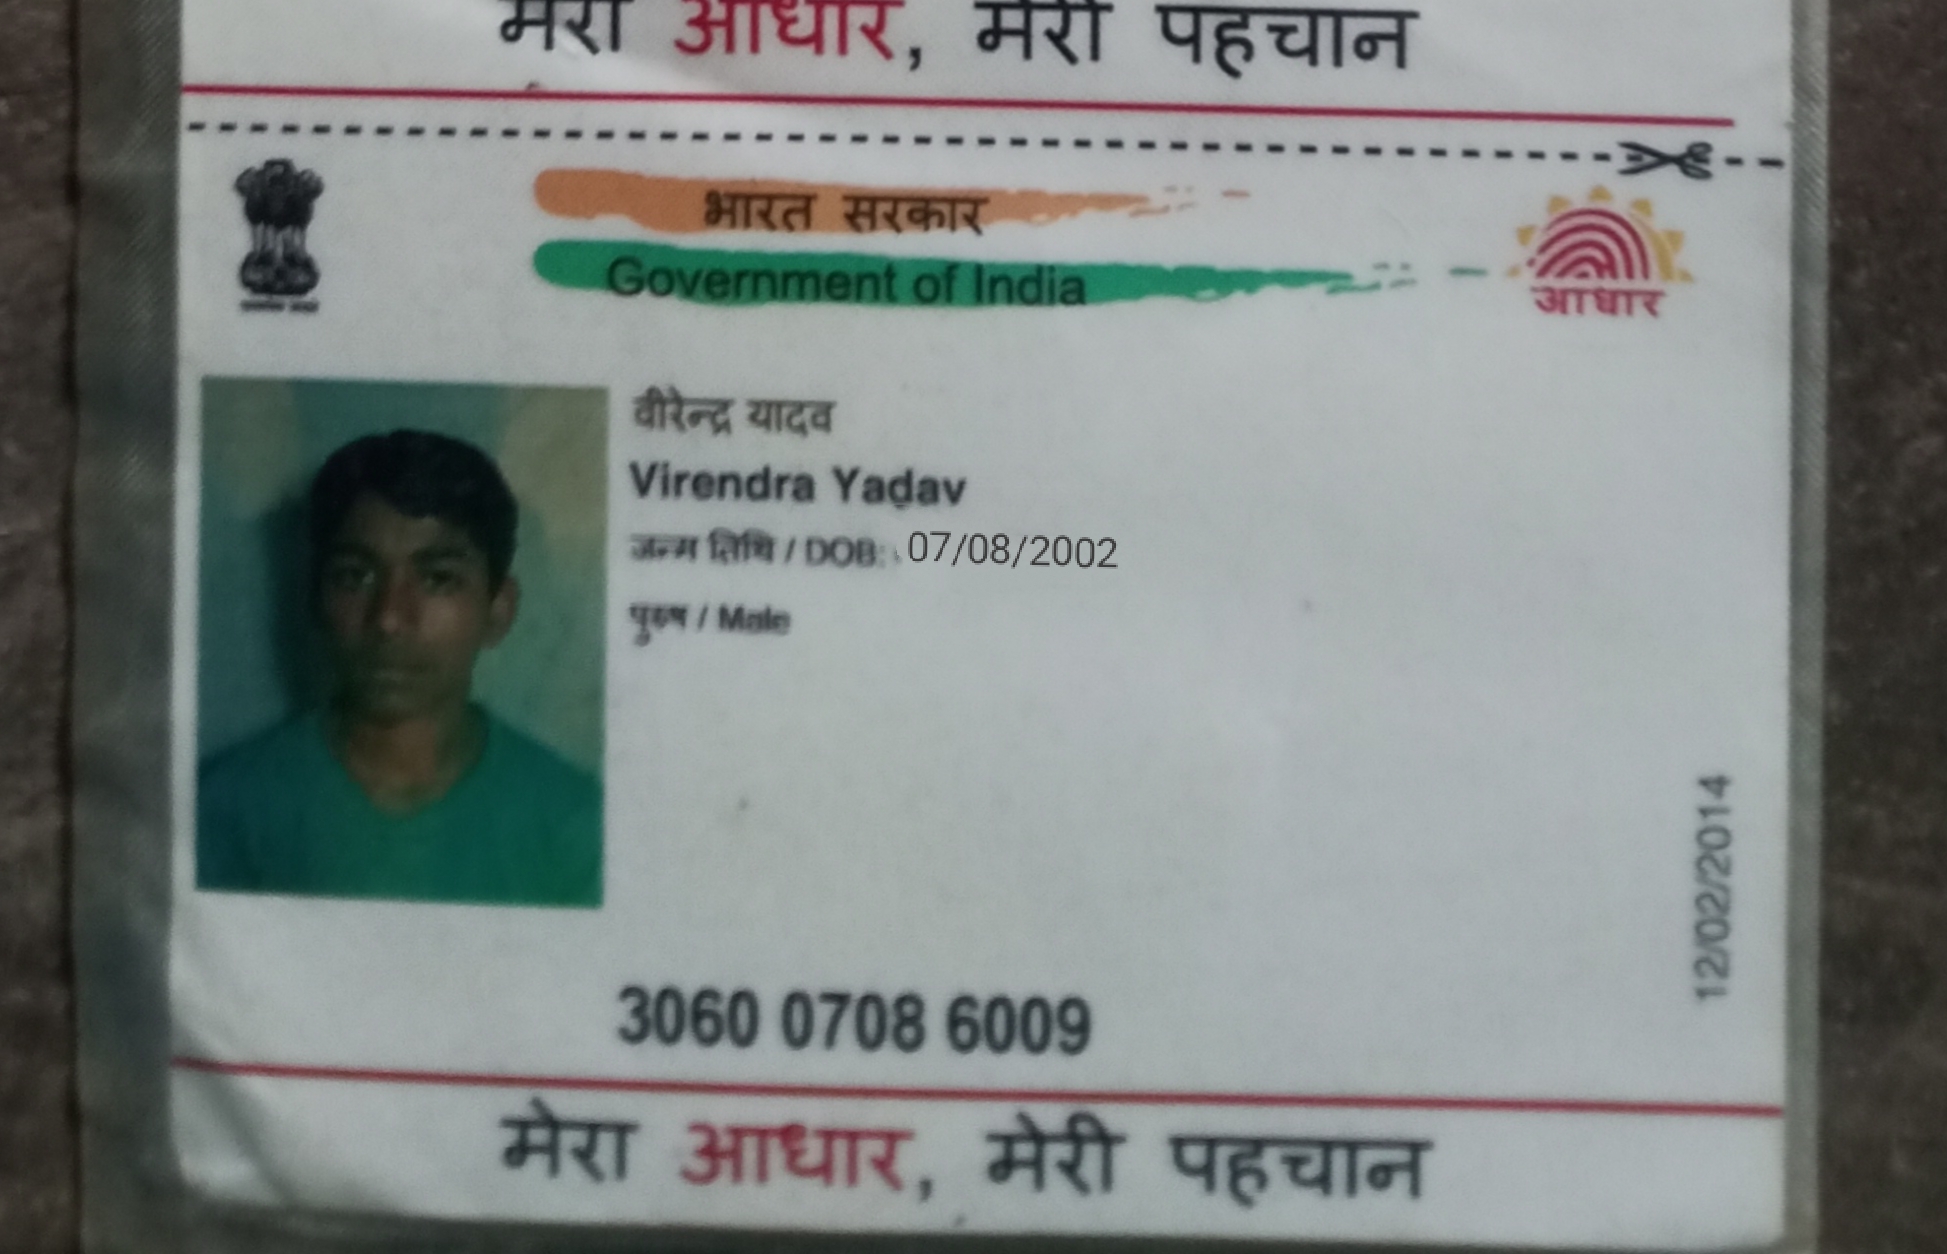 मेरा आधार, मेरी पहचान
भारत सरकार
Government of India
आधार
वीरेन्द्र यादव
Virendra Yadav
जन्म तिथि / DOB: 07/08/2002
पुरुष / Male
12/02/2014
3060 0708 6009
मेरा आधार, मेरी पहचान